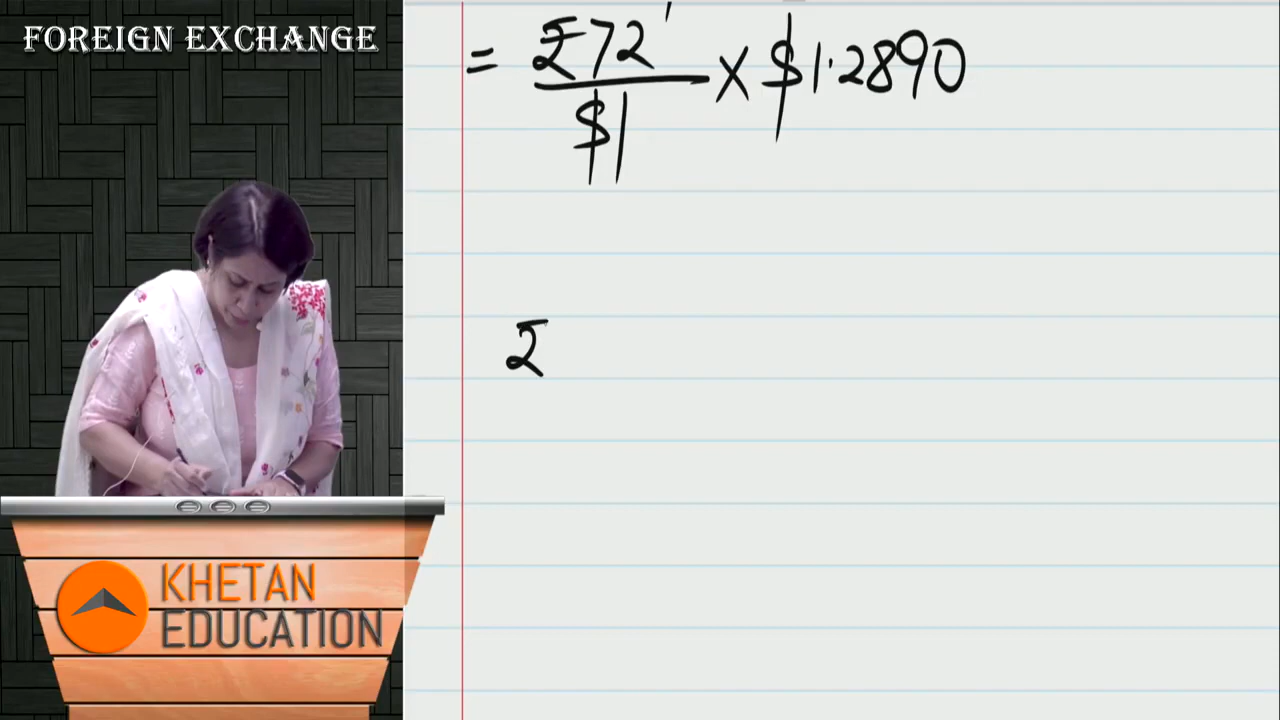 FOREIGN EXCHANGE
= ₹72 × $1.2890
$1
₹
KHETAN
EDUCATION